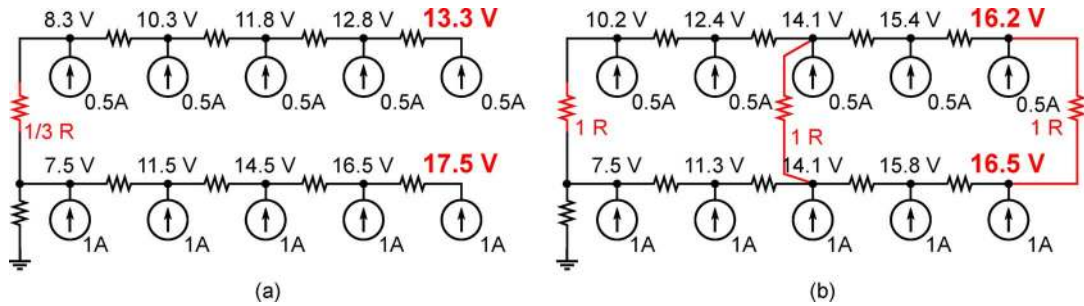 8.3 V 10.3 V 11.8 V 12.8 V 13.3 V
0.5A 0.5A 0.5A 0.5A 0.5A
1/3 R
7.5 V 11.5 V 14.5 V 16.5 V 17.5 V
1A 1A 1A 1A 1A
(a)
10.2 V 12.4 V 14.1 V 15.4 V 16.2 V
0.5A 0.5A 0.5A 0.5A 0.5A
1 R 1 R 1 R
7.5 V 11.3 V 14.1 V 15.8 V 16.5 V
1A 1A 1A 1A 1A
(b)